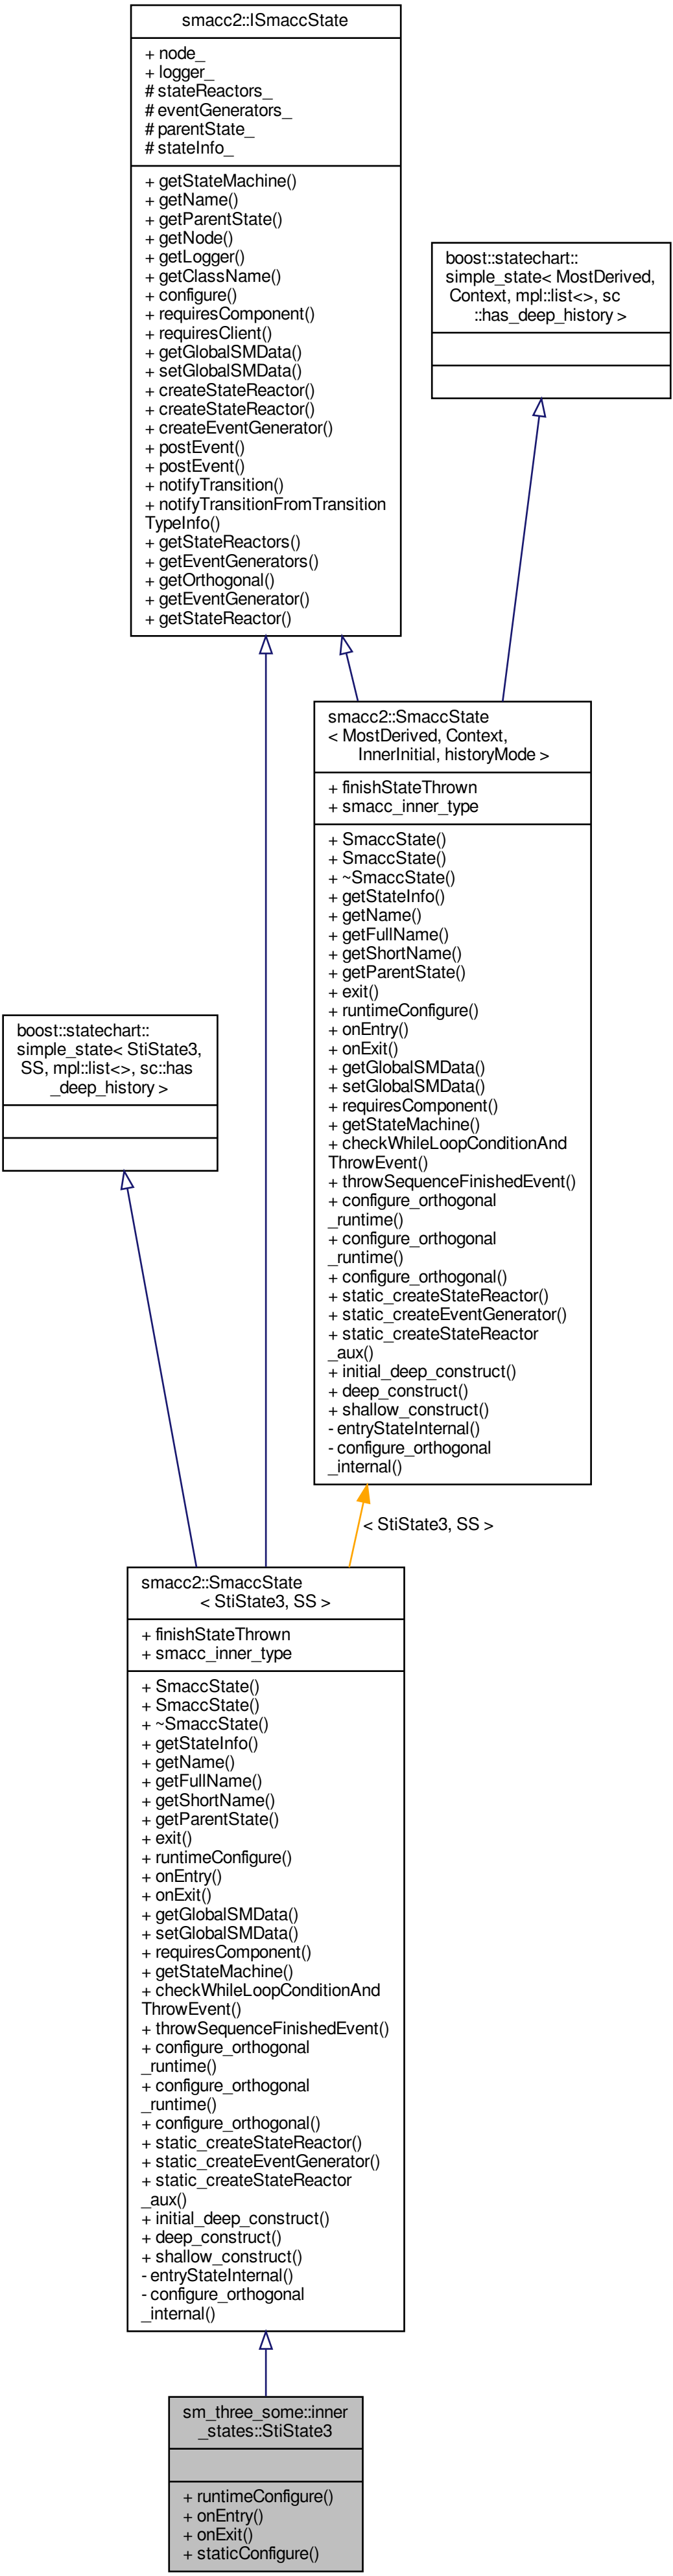 smacc2::ISmaccState
+ node_
+ logger_
# stateReactors_
# eventGenerators_
# parentState_
# stateInfo_
+ getStateMachine()
+ getName()
+ getParentState()
+ getNode()
+ getLogger()
+ getClassName()
+ configure()
+ requiresComponent()
+ requiresClient()
+ getGlobalSMData()
+ setGlobalSMData()
+ createStateReactor()
+ createStateReactor()
+ createEventGenerator()
+ postEvent()
+ postEvent()
+ notifyTransition()
+ notifyTransitionFromTransition
TypeInfo()
+ getStateReactors()
+ getEventGenerators()
+ getOrthogonal()
+ getEventGenerator()
+ getStateReactor()
boost::statechart::
simple_state< MostDerived,
Context, mpl::list<>, sc
::has_deep_history >
smacc2::SmaccState
< MostDerived, Context,
InnerInitial, historyMode >
+ finishStateThrown
+ smacc_inner_type
+ SmaccState()
+ SmaccState()
+ ~SmaccState()
+ getStateInfo()
+ getName()
+ getFullName()
+ getShortName()
+ getParentState()
+ exit()
+ runtimeConfigure()
+ onEntry()
+ onExit()
+ getGlobalSMData()
+ setGlobalSMData()
+ requiresComponent()
+ getStateMachine()
+ checkWhileLoopConditionAnd
ThrowEvent()
+ throwSequenceFinishedEvent()
+ configure_orthogonal
_runtime()
+ configure_orthogonal
_runtime()
+ configure_orthogonal()
+ static_createStateReactor()
+ static_createEventGenerator()
+ static_createStateReactor
_aux()
+ initial_deep_construct()
+ deep_construct()
+ shallow_construct()
- entryStateInternal()
- configure_orthogonal
_internal()
boost::statechart::
simple_state< StiState3,
SS, mpl::list<>, sc::has
_deep_history >
< StiState3, SS >
smacc2::SmaccState
< StiState3, SS >
+ finishStateThrown
+ smacc_inner_type
+ SmaccState()
+ SmaccState()
+ ~SmaccState()
+ getStateInfo()
+ getName()
+ getFullName()
+ getShortName()
+ getParentState()
+ exit()
+ runtimeConfigure()
+ onEntry()
+ onExit()
+ getGlobalSMData()
+ setGlobalSMData()
+ requiresComponent()
+ getStateMachine()
+ checkWhileLoopConditionAnd
ThrowEvent()
+ throwSequenceFinishedEvent()
+ configure_orthogonal
_runtime()
+ configure_orthogonal
_runtime()
+ configure_orthogonal()
+ static_createStateReactor()
+ static_createEventGenerator()
+ static_createStateReactor
_aux()
+ initial_deep_construct()
+ deep_construct()
+ shallow_construct()
- entryStateInternal()
- configure_orthogonal
_internal()
sm_three_some::inner
_states::StiState3
+ runtimeConfigure()
+ onEntry()
+ onExit()
+ staticConfigure()